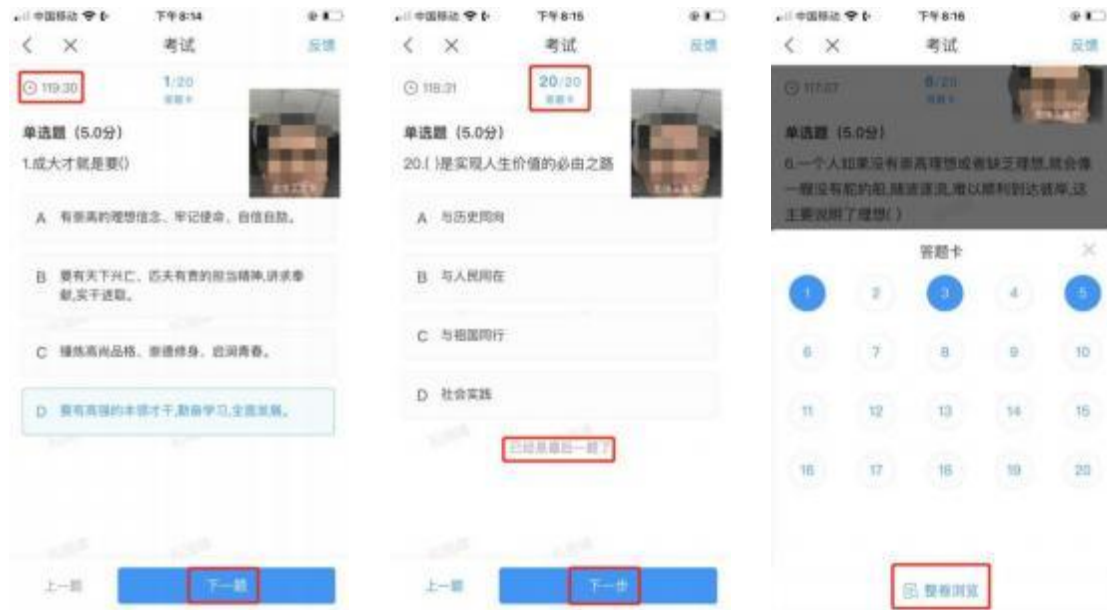 中国移动
下午8:14
考试
反馈
119:30
1/20
答题卡
单选题（5.0分）
1.成大才就是要()
A 有崇高的理想信念、牢记使命、自信自励。
B 要有天下兴亡、匹夫有责的担当精神,讲求奉
献,实干进取。
C 锤炼高尚品格、崇德修身、启润青春。
D 要有高强的本领才干,勤奋学习,全面发展。
上一题
下一题
中国移动
下午8:15
考试
反馈
118:31
20/20
答题卡
单选题（5.0分）
20.( )是实现人生价值的必由之路
A 与历史同向
B 与人民同在
C 与祖国同行
D 社会实践
已经是最后一题了
上一题
下一步
中国移动
下午8:16
考试
反馈
6/20
答题卡
单选题（5.0分）
6.一个人如果没有崇高理想或者缺乏理想,就会像
一艘没有舵的船,随波逐流,难以顺利到达彼岸,这
主要说明了理想( )
答题卡
1 2 3 4 5
6 7 8 9 10
11 12 13 14 15
16 17 18 19 20
整卷浏览